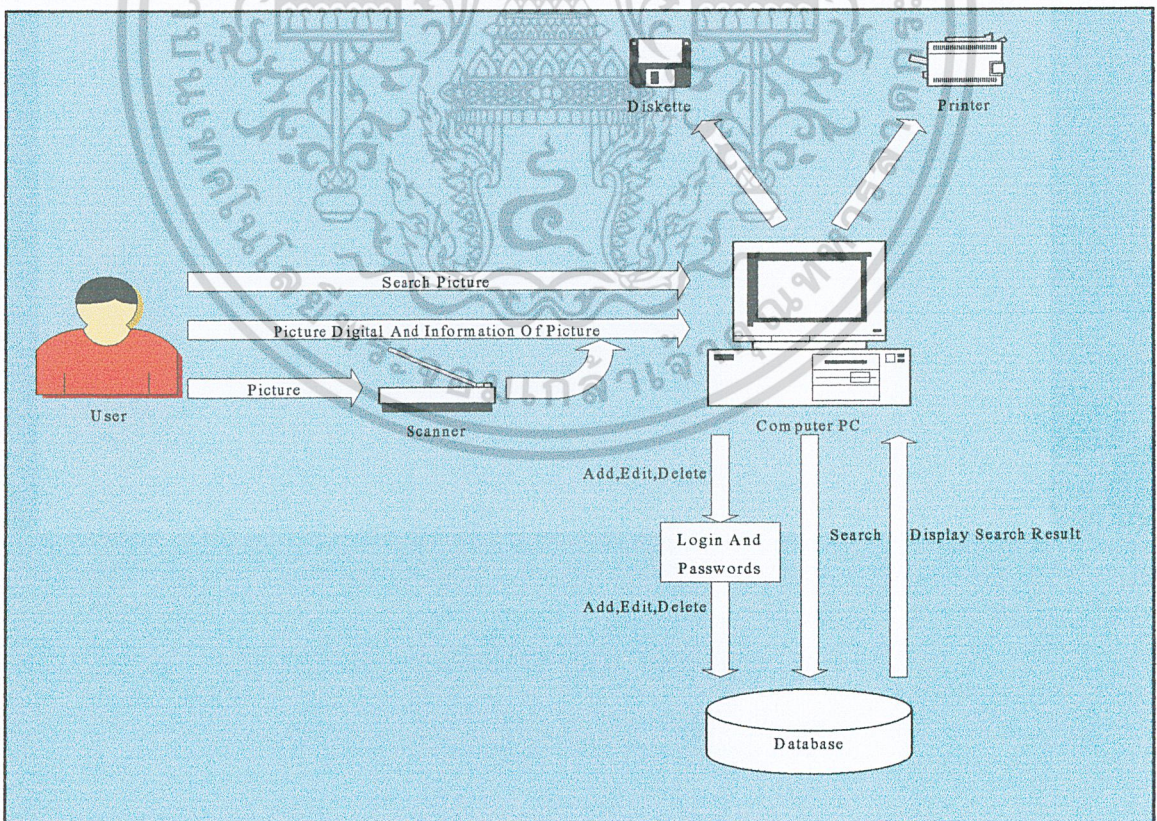 Diskette
Printer
Search Picture
Picture Digital And Information Of Picture
Picture
User
Scanner
Computer PC
Add,Edit,Delete
Login And
Passwords
Search
Display Search Result
Add,Edit,Delete
Database